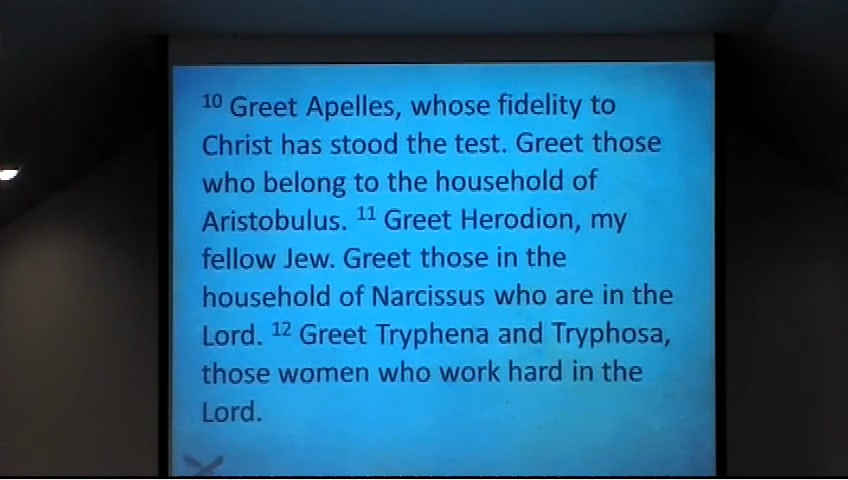 10 Greet Apelles, whose fidelity to
Christ has stood the test. Greet those
who belong to the household of
Aristobulus. 11 Greet Herodion, my
fellow Jew. Greet those in the
household of Narcissus who are in the
Lord. 12 Greet Tryphena and Tryphosa,
those women who work hard in the
Lord.